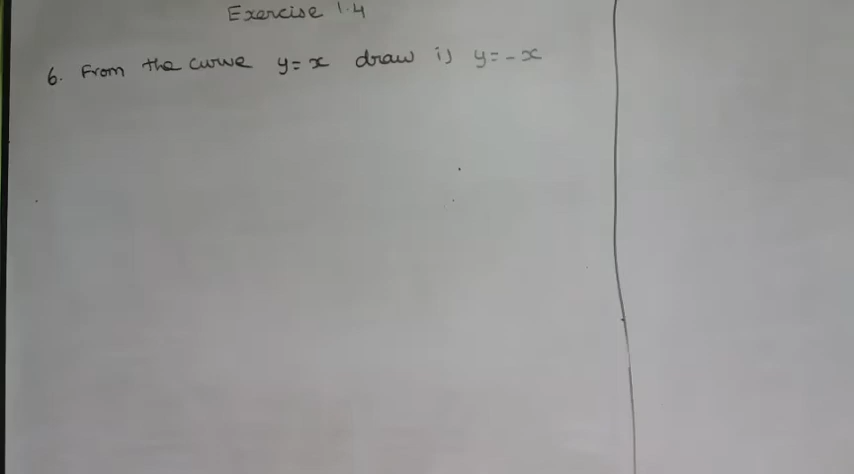 Exercise 1.4
6. From the curve y=x draw i) y=-x